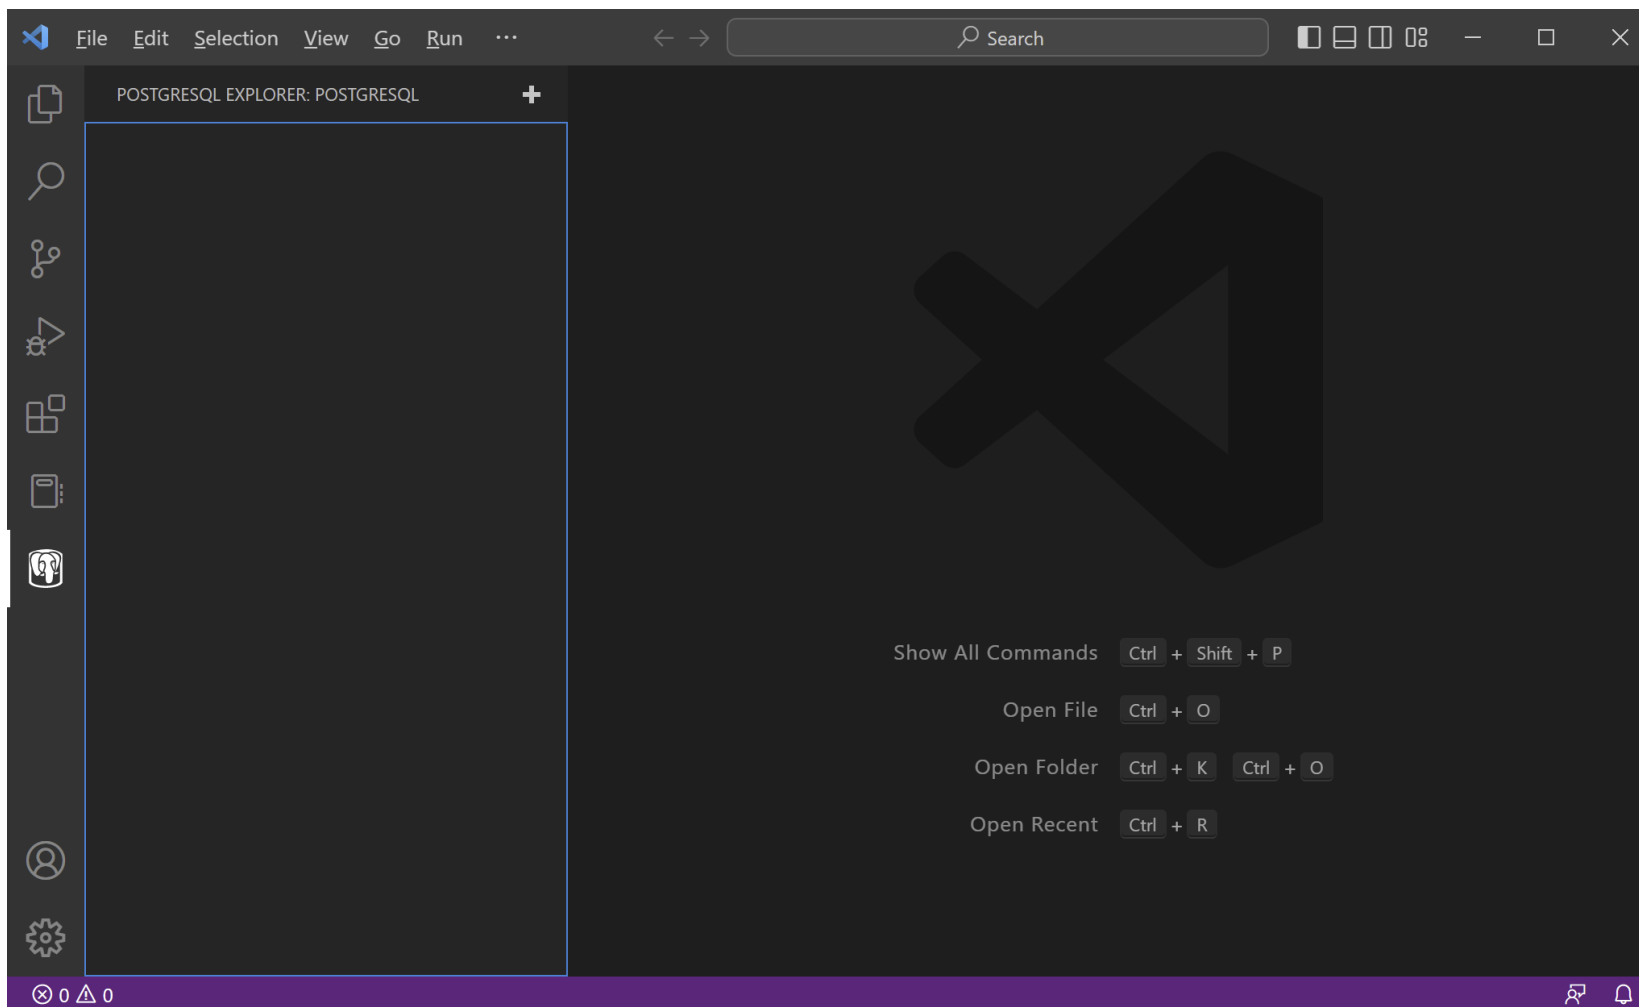 File Edit Selection View Go Run ··· Search
POSTGRESQL EXPLORER: POSTGRESQL
Show All Commands Ctrl + Shift + P
Open File Ctrl + O
Open Folder Ctrl + K Ctrl + O
Open Recent Ctrl + R
0 0